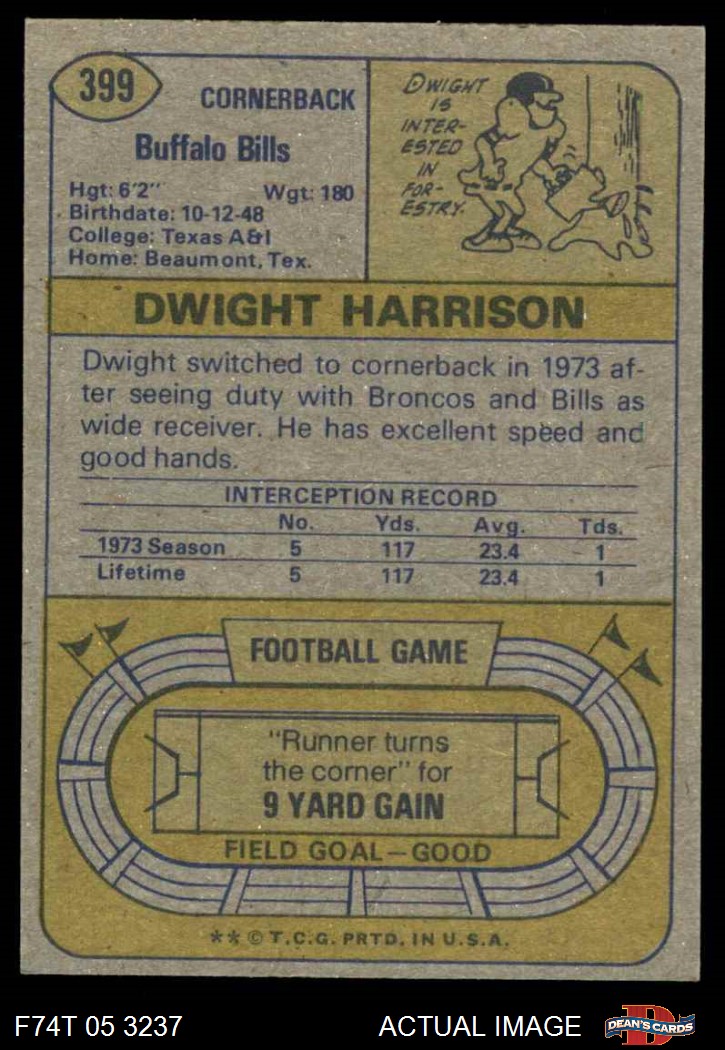 399
CORNERBACK
Buffalo Bills
Hgt: 6'2" Wgt: 180
Birthdate: 10-12-48
College: Texas A&I
Home: Beaumont, Tex.
DWIGHT
IS
INTER-
ESTED
IN
FOR-
ESTRY.
DWIGHT HARRISON
Dwight switched to cornerback in 1973 af-
ter seeing duty with Broncos and Bills as
wide receiver. He has excellent speed and
good hands.
INTERCEPTION RECORD
No. Yds. Avg. Tds.
1973 Season 5 117 23.4 1
Lifetime 5 117 23.4 1
FOOTBALL GAME
"Runner turns
the corner" for
9 YARD GAIN
FIELD GOAL—GOOD
** © T.C.G. PRTD. IN U.S.A.
F74T 05 3237 ACTUAL IMAGE
D
DEAN'S CARDS